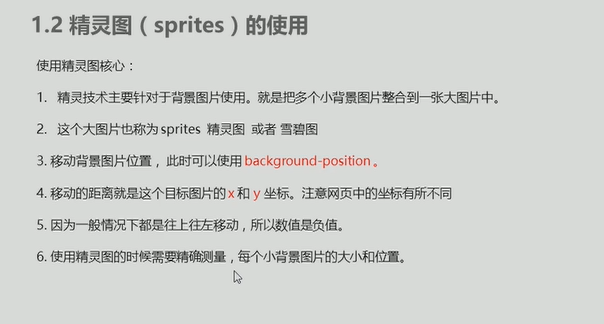 1.2 精灵图（sprites）的使用
使用精灵图核心：
1. 精灵技术主要针对于背景图片使用。就是把多个小背景图片整合到一张大图片中。
2. 这个大图片也称为 sprites 精灵图 或者 雪碧图
3. 移动背景图片位置， 此时可以使用 background-position 。
4. 移动的距离就是这个目标图片的 x 和 y 坐标。注意网页中的坐标有所不同
5. 因为一般情况下都是往上往左移动，所以数值是负值。
6. 使用精灵图的时候需要精确测量，每个小背景图片的大小和位置。